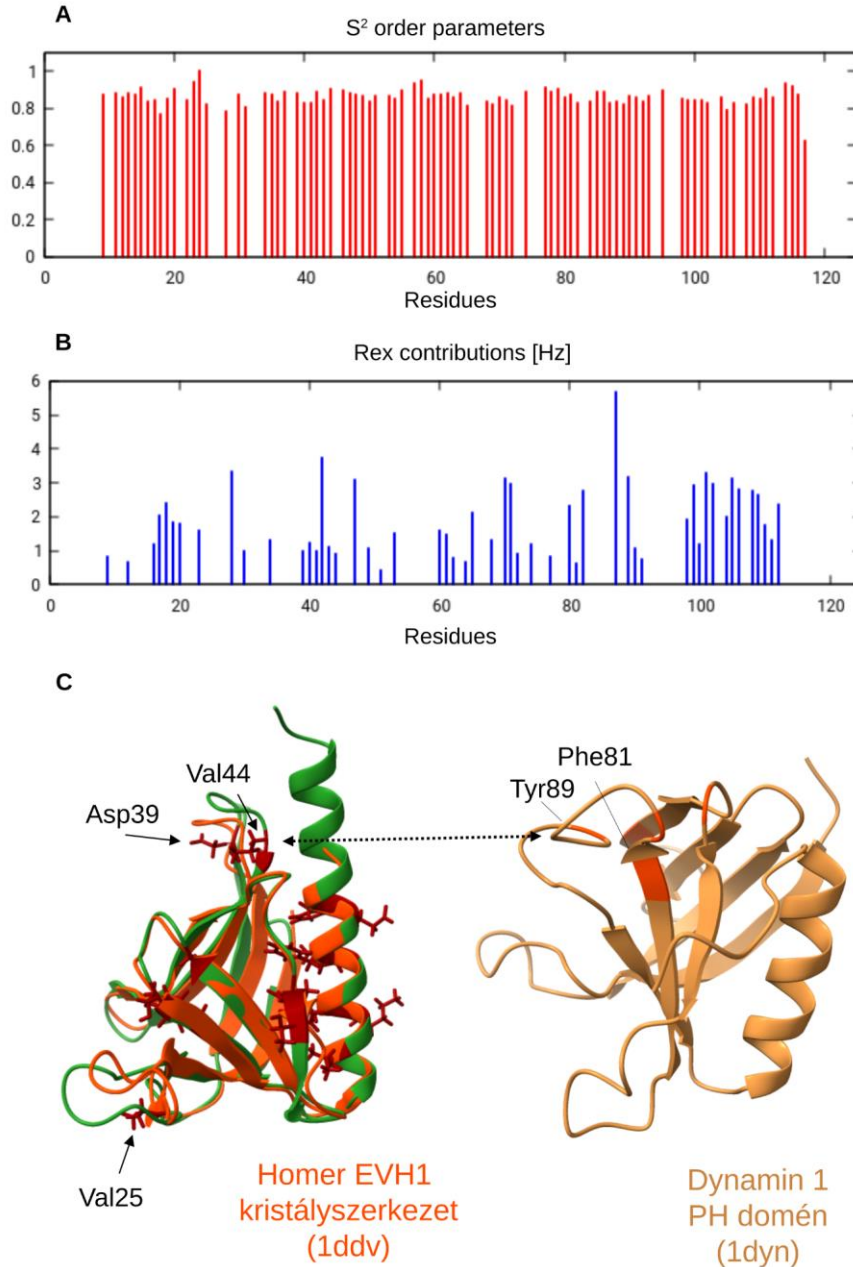 A
S² order parameters
1
0.8
0.6
0.4
0.2
0
0 20 40 60 80 100 120
Residues
B
Rex contributions [Hz]
6
5
4
3
2
1
0
0 20 40 60 80 100 120
Residues
C
Val44
Asp39
Phe81
Tyr89
Val25
Homer EVH1
kristályszerkezet
(1ddv)
Dynamin 1
PH domén
(1dyn)